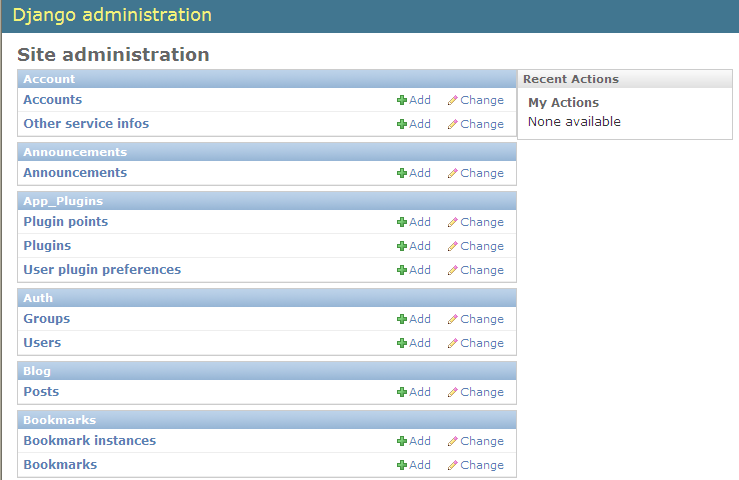 Django administration
Site administration
Account
Accounts Add Change
Other service infos Add Change
Announcements
Announcements Add Change
App_Plugins
Plugin points Add Change
Plugins Add Change
User plugin preferences Add Change
Auth
Groups Add Change
Users Add Change
Blog
Posts Add Change
Bookmarks
Bookmark instances Add Change
Bookmarks Add Change
Recent Actions
My Actions
None available